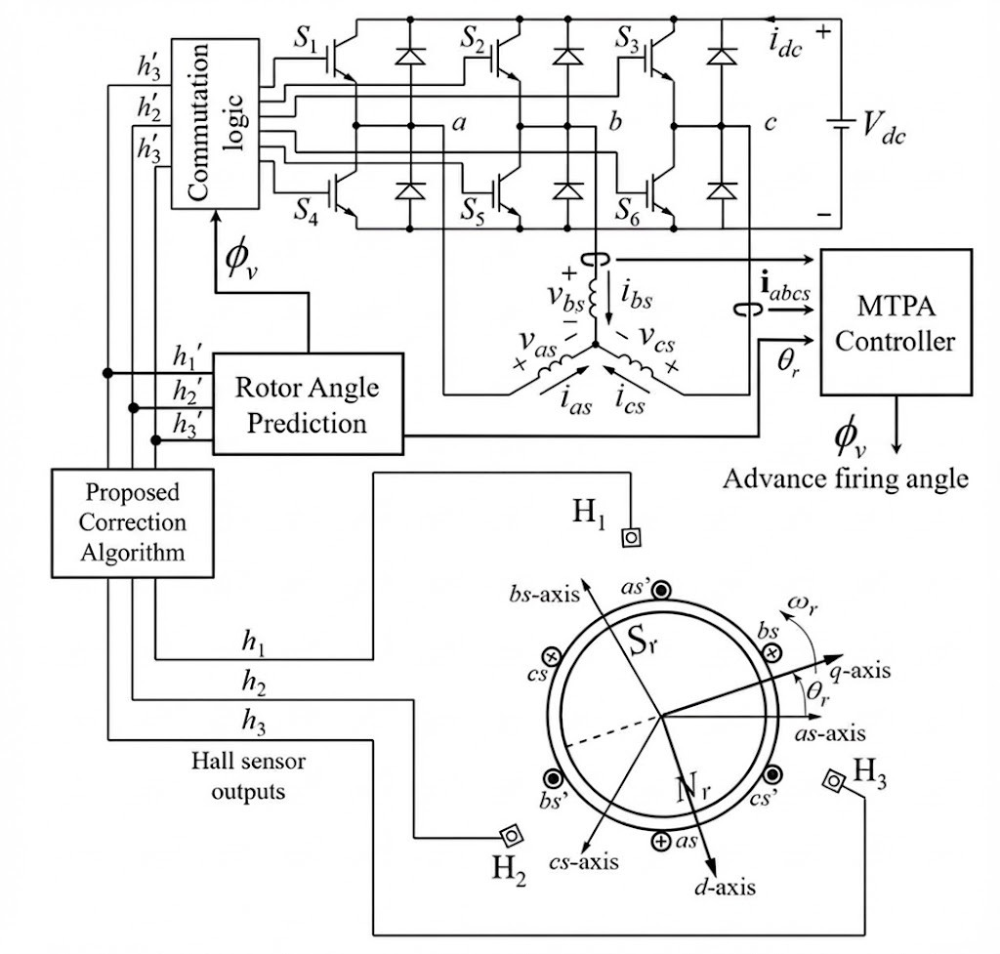 S1
S2
S3
idc
+
h′3
h′2
h′3
Commutation
logic
a
b
c
Vdc
S4
S5
S6
−
ϕv
+
vbs
−
ibs
iabcs
MTPA
Controller
vas
+
−
−
vcs
+
ias
ics
θr
h1′
h2′
h3′
Rotor Angle
Prediction
ϕv
Advance firing angle
Proposed
Correction
Algorithm
H1
bs-axis
as’
ωr
Sr
bs
cs
q-axis
θr
as-axis
h1
h2
h3
Hall sensor
outputs
H3
Nr
bs’
cs’
as
H2
cs-axis
d-axis